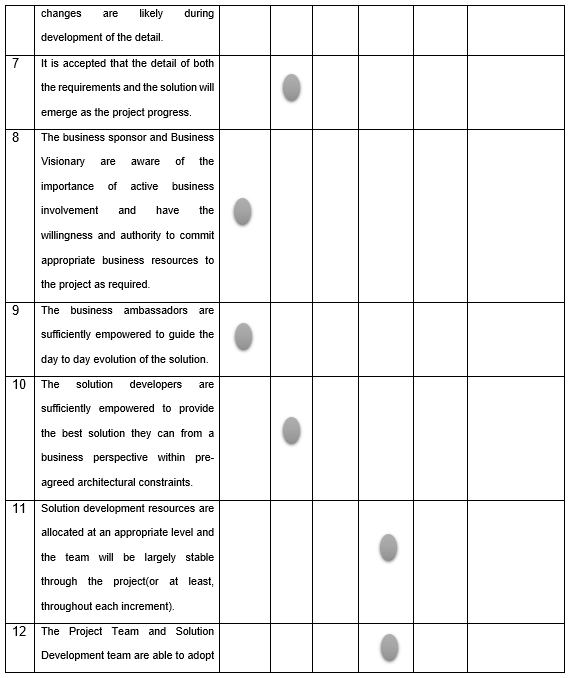 changes are likely during
development of the detail.
7 It is accepted that the detail of both
the requirements and the solution will
emerge as the project progress.
8 The business sponsor and Business
Visionary are aware of the
importance of active business
involvement and have the
willingness and authority to commit
appropriate business resources to
the project as required.
9 The business ambassadors are
sufficiently empowered to guide the
day to day evolution of the solution.
10 The solution developers are
sufficiently empowered to provide
the best solution they can from a
business perspective within pre-
agreed architectural constraints.
11 Solution development resources are
allocated at an appropriate level and
the team will be largely stable
through the project(or at least,
throughout each increment).
12 The Project Team and Solution
Development team are able to adopt